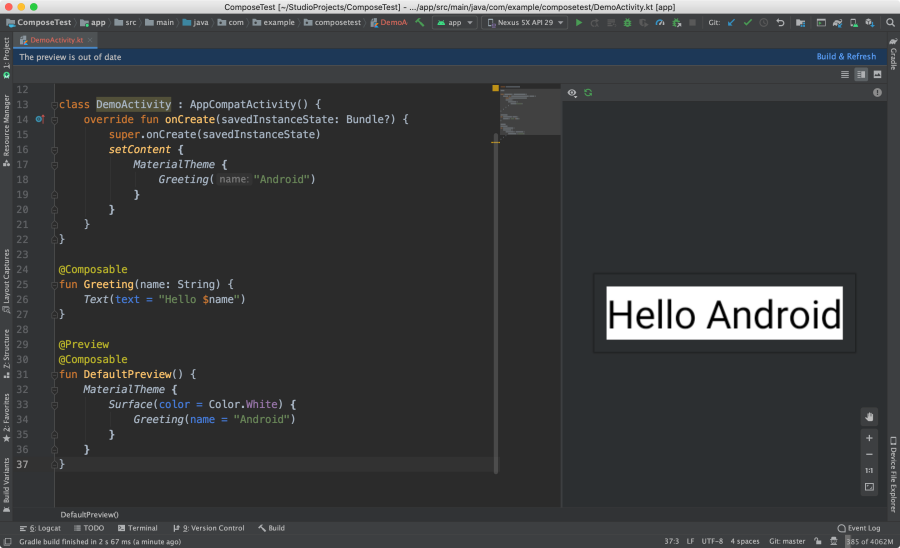 ComposeTest [~/StudioProjects/ComposeTest] - .../app/src/main/java/com/example/composetest/DemoActivity.kt [app]
ComposeTest app src main java com example composetest DemoA app Nexus 5X API 29 Git:
DemoActivity.kt
The preview is out of date Build & Refresh
1: Project
Resource Manager
Layout Captures
Z: Structure
2: Favorites
Build Variants
12
13 class DemoActivity : AppCompatActivity() {
14 override fun onCreate(savedInstanceState: Bundle?) {
15 super.onCreate(savedInstanceState)
16 setContent {
17 MaterialTheme {
18 Greeting( name: "Android")
19 }
20 }
21 }
22 }
23
24 @Composable
25 fun Greeting(name: String) {
26 Text(text = "Hello $name")
27 }
28
29 @Preview
30 @Composable
31 fun DefaultPreview() {
32 MaterialTheme {
33 Surface(color = Color.White) {
34 Greeting(name = "Android")
35 }
36 }
37 }
DefaultPreview()
Hello Android
1:1
Gradle
Device File Explorer
6: Logcat TODO Terminal 9: Version Control Build Event Log
Gradle build finished in 2 s 67 ms (a minute ago) 37:3 LF UTF-8 4 spaces Git: master 385 of 4062M